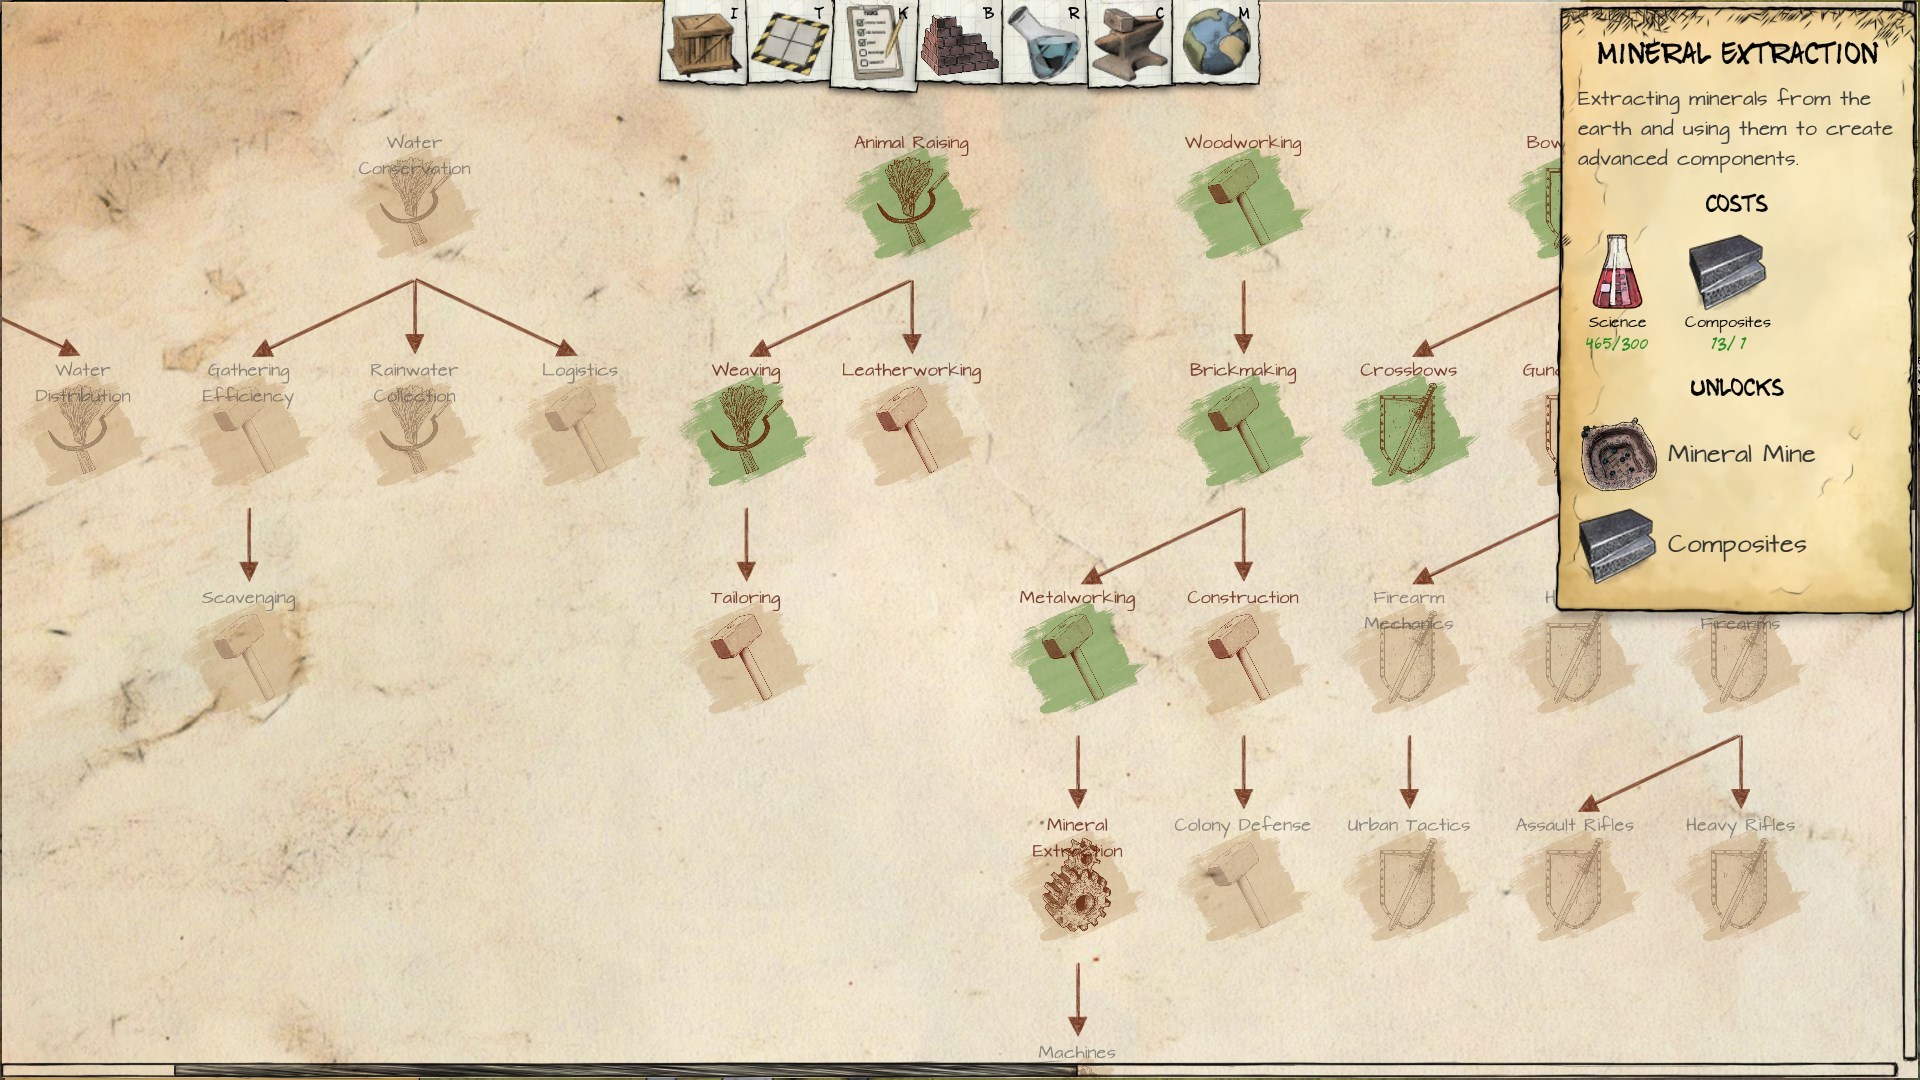 I
T
K
B
R
C
M
MINERAL EXTRACTION
Extracting minerals from the
earth and using them to create
advanced components.
COSTS
Science
465/300
Composites
13/1
UNLOCKS
Mineral Mine
Composites
Water
Conservation
Animal Raising
Woodworking
Bow
Water
Distribution
Gathering
Efficiency
Rainwater
Collection
Logistics
Weaving
Leatherworking
Brickmaking
Crossbows
Gun
Scavenging
Tailoring
Metalworking
Construction
Firearm
Mechanics
H
Firearms
Mineral
Extraction
Colony Defense
Urban Tactics
Assault Rifles
Heavy Rifles
Machines